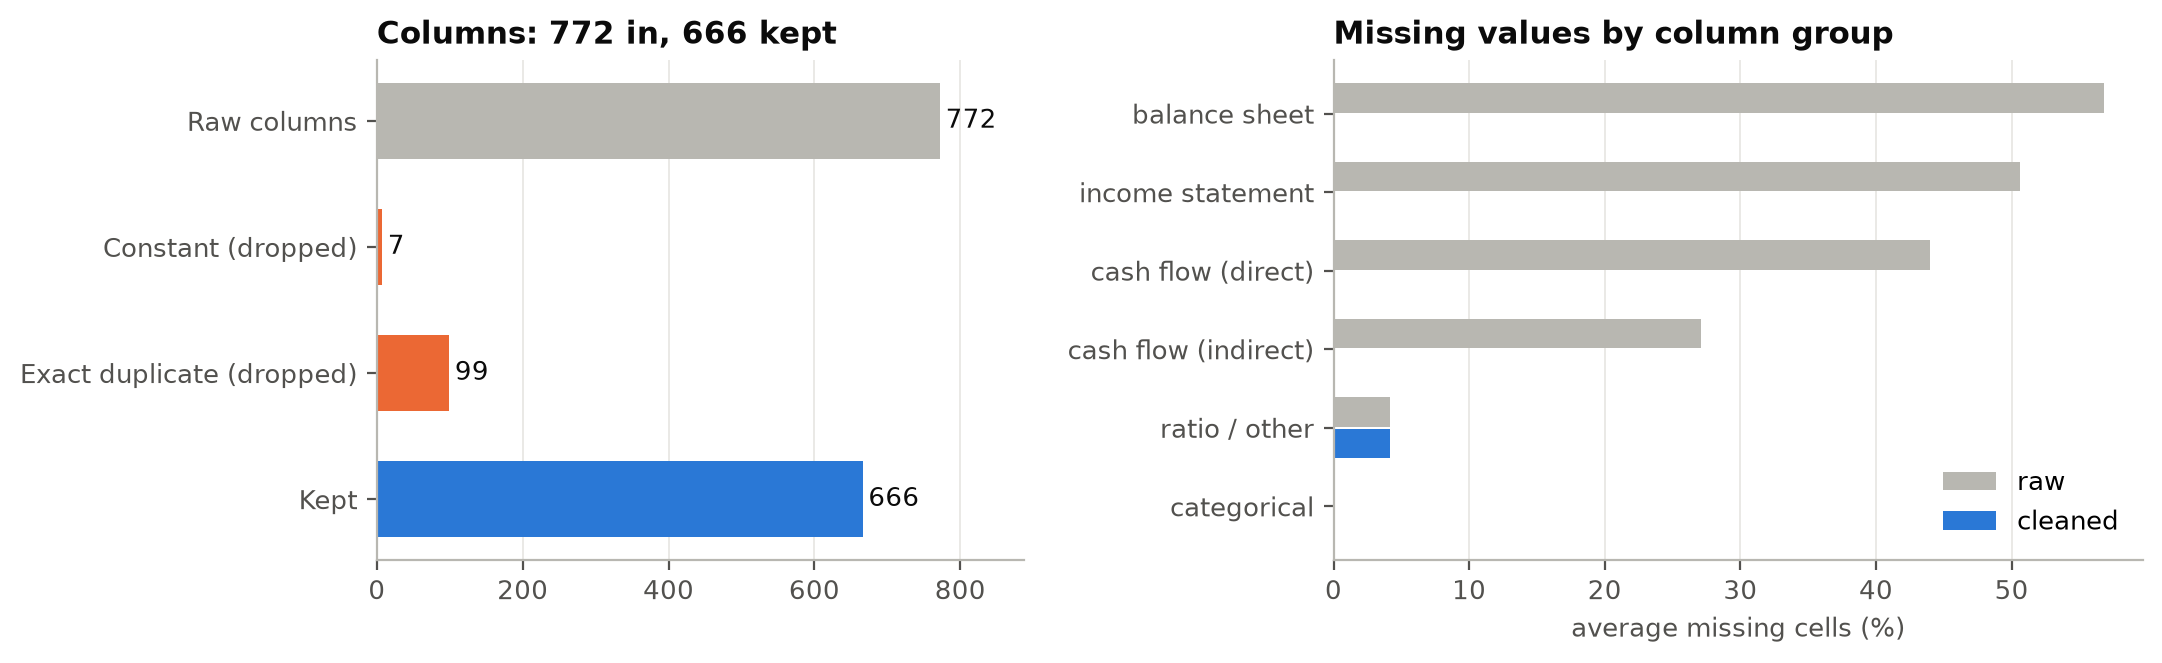 Columns: 772 in, 666 kept
Raw columns
772
Constant (dropped)
7
Exact duplicate (dropped)
99
Kept
666
0 200 400 600 800
Missing values by column group
balance sheet
income statement
cash flow (direct)
cash flow (indirect)
ratio / other
categorical
raw
cleaned
0 10 20 30 40 50
average missing cells (%)